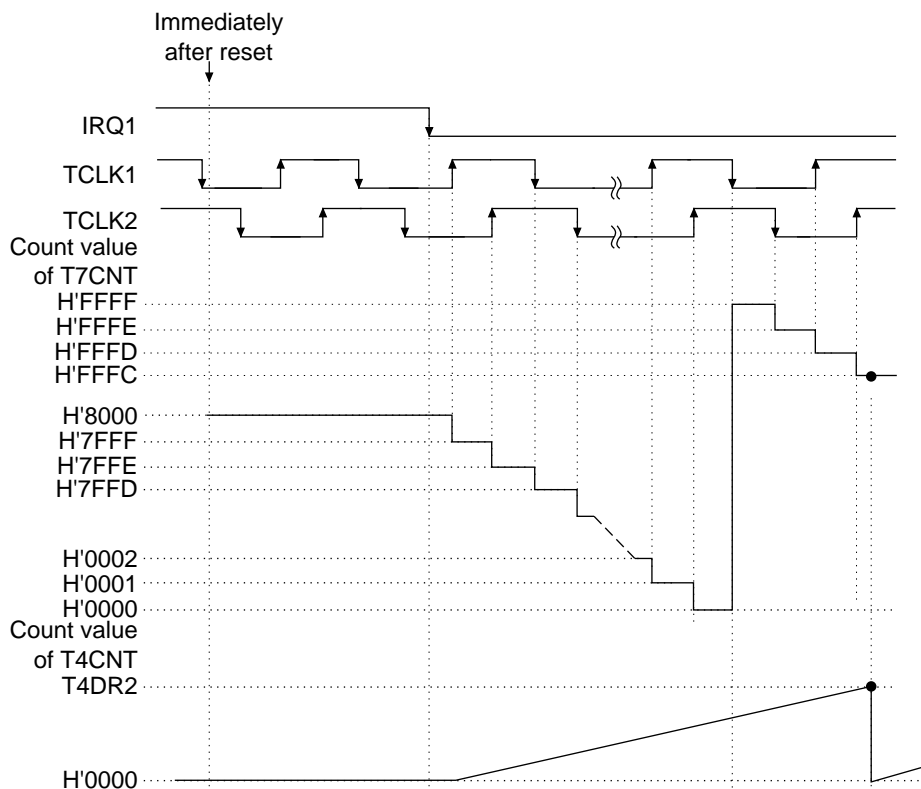 Immediately
after reset
IRQ1
TCLK1
TCLK2
Count value
of T7CNT
H'FFFF
H'FFFE
H'FFFD
H'FFFC
H'8000
H'7FFF
H'7FFE
H'7FFD
H'0002
H'0001
H'0000
Count value
of T4CNT
T4DR2
H'0000